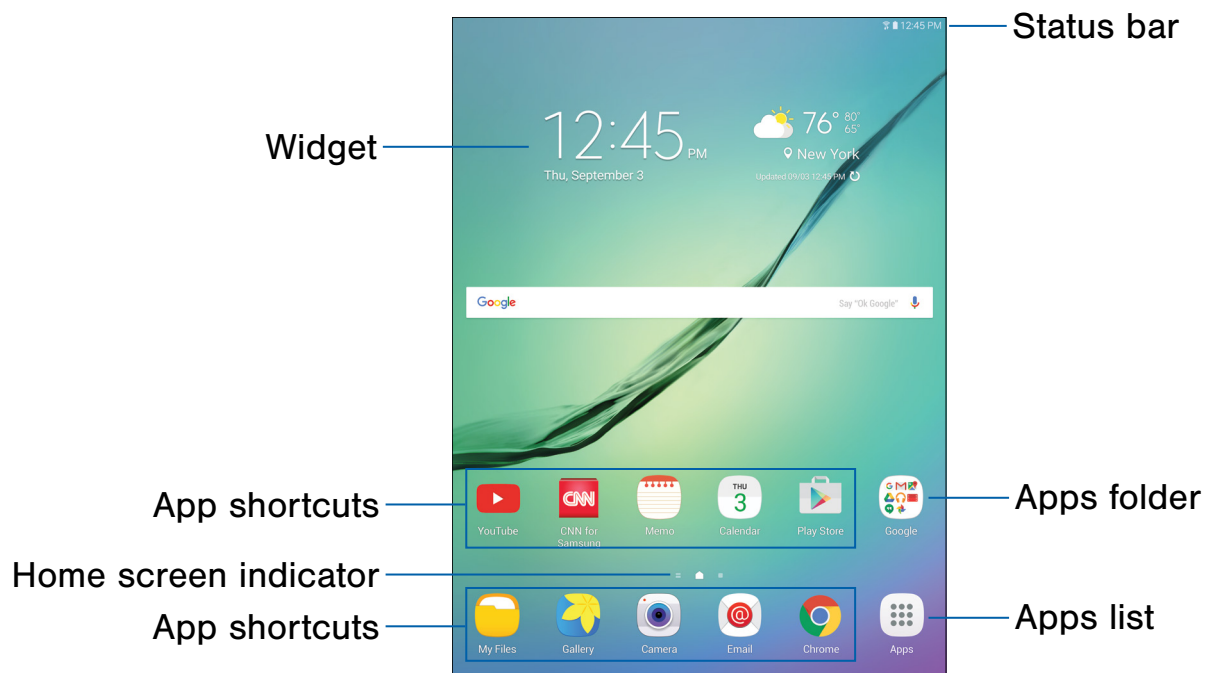 12:45 PM
Status bar
Widget
12:45 PM
Thu, September 3
76° 80°
65°
New York
Updated 09/03 12:45 PM
Google
Say "Ok Google"
App shortcuts
THU
3
CNN
YouTube
CNN for
Samsung
Memo
Calendar
Play Store
Google
Apps folder
Home screen indicator
App shortcuts
@
My Files
Gallery
Camera
Email
Chrome
Apps
Apps list